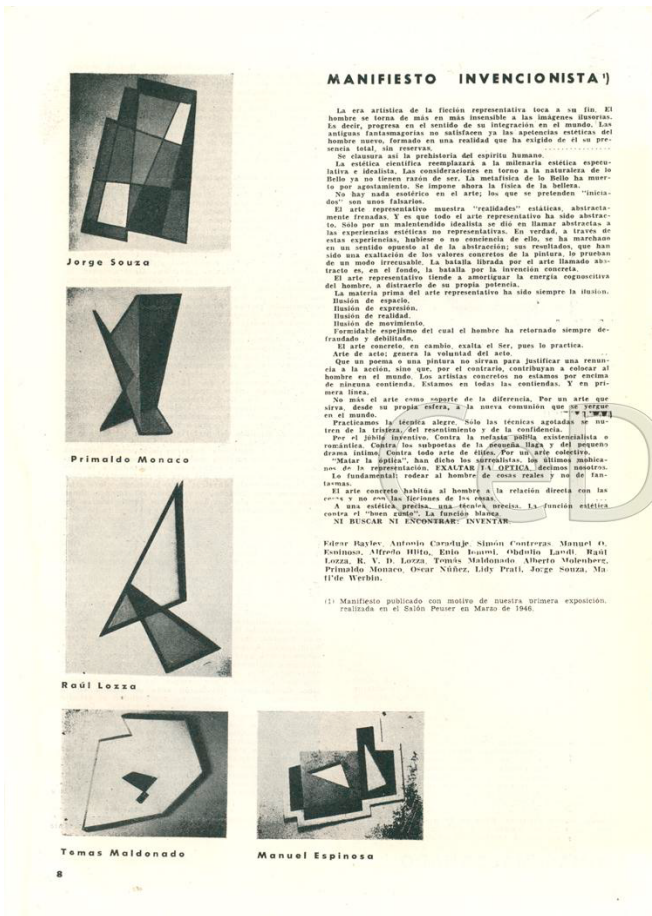 MANIFIESTO INVENCIONISTA¹)
La era artística de la ficción representativa toca a su fin. El
hombre se torna de más en más insensible a las imágenes ilusorias.
Es decir, progresa en el sentido de su integración en el mundo. Las
antiguas fantasmagorías no satisfacen ya las apetencias estéticas del
hombre nuevo, formado en una realidad que ha exigido de él su pre-
sencia total, sin reservas.
Se clausura así la prehistoria del espíritu humano.
La estética científica reemplazará a la milenaria estética especu-
lativa e idealista. Las consideraciones en torno a la naturaleza de lo
Bello ya no tienen razón de ser. La metafísica de lo Bello ha muer-
to por agotamiento. Se impone ahora la física de la belleza.
No hay nada esotérico en el arte; los que se pretenden "inicia-
dos" son unos falsarios.
El arte representativo muestra "realidades" estáticas, abstracta-
mente frenadas. Y es que todo el arte representativo ha sido abstrac-
to. Sólo por un malentendido idealista se dió en llamar abstractas a
las experiencias estéticas no representativas. En verdad, a través de
estas experiencias, hubiese o no conciencia de ello, se ha marchado
en un sentido opuesto al de la abstracción; sus resultados, que han
sido una exaltación de los valores concretos de la pintura, lo prueban
de un modo irrecusable. La batalla librada por el arte llamado abs-
tracto es, en el fondo, la batalla por la invención concreta.
El arte representativo tiende a amortiguar la energía cognoscitiva
del hombre, a distraerlo de su propia potencia.
La materia prima del arte representativo ha sido siempre la ilusión.
Ilusión de espacio.
Ilusión de expresión.
Ilusión de realidad.
Ilusión de movimiento.
Formidable espejismo del cual el hombre ha retornado siempre de-
fraudado y debilitado.
El arte concreto, en cambio, exalta el Ser, pues lo practica.
Arte de acto; genera la voluntad del acto.
Que un poema o una pintura no sirvan para justificar una renun-
cia a la acción, sino que, por el contrario, contribuyan a colocar al
hombre en el mundo. Los artistas concretos no estamos por encima
de ninguna contienda. Estamos en todas las contiendas. Y en pri-
mera línea.
No más el arte como soporte de la diferencia. Por un arte que
sirva, desde su propia esfera, a la nueva comunión que se yergue
en el mundo.
Practicamos la técnica alegre. Sólo las técnicas agotadas se nu-
tren de la tristeza, del resentimiento y de la confidencia.
Por el júbilo inventivo. Contra la nefasta polilla existencialista o
romántica. Contra los subpoetas de la pequeña llaga y del pequeño
drama íntimo. Contra todo arte de élites. Por un arte colectivo.
"Matar la óptica", han dicho los surrealistas, los últimos mohica-
nos de la representación. EXALTAR LA OPTICA, decimos nosotros.
Lo fundamental: rodear al hombre de cosas reales y no de fan-
tasmas.
El arte concreto habitúa al hombre a la relación directa con las
cosas y no con las ficciones de las cosas.
A una estética precisa, una técnica precisa. La función estética
contra el "buen gusto". La función blanca.
NI BUSCAR NI ENCONTRAR: INVENTAR.
Edgar Bayley, Antonio Caraduje, Simón Contreras, Manuel O.
Espinosa, Alfredo Hlito, Enio Iommi, Obdulio Landi, Raúl
Lozza, R. V. D. Lozza, Tomás Maldonado, Alberto Molenberg,
Primaldo Monaco, Oscar Núñez, Lidy Prati, Jorge Souza, Ma-
ti'de Werbin.
(1) Manifiesto publicado con motivo de nuestra primera exposición,
realizada en el Salón Peuser en Marzo de 1946.
Jorge Souza
Primaldo Monaco
Raúl Lozza
Tomas Maldonado
Manuel Espinosa
8
CeD